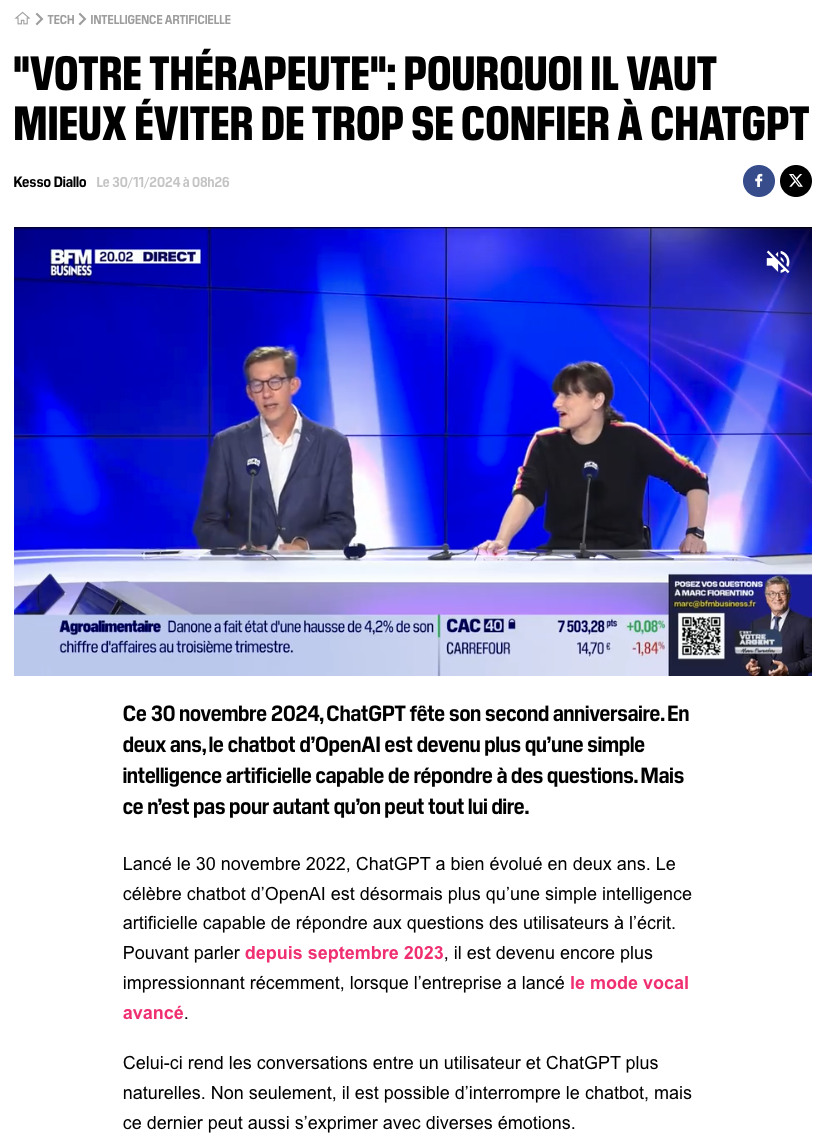 TECH INTELLIGENCE ARTIFICIELLE
"VOTRE THÉRAPEUTE": POURQUOI IL VAUT
MIEUX ÉVITER DE TROP SE CONFIER À CHATGPT
Kesso Diallo Le 30/11/2024 à 08h26
BFM 20.02 DIRECT
BUSINESS
POSEZ VOS QUESTIONS
À MARC FIORENTINO
marc@bfmbusiness.fr
C'EST
VOTRE
ARGENT
Marc Fiorentino
Agroalimentaire Danone a fait état d'une hausse de 4,2% de son
chiffre d'affaires au troisième trimestre.
CAC 40 7 503,28 pts +0,08%
CARREFOUR 14,70 € -1,84%
Ce 30 novembre 2024, ChatGPT fête son second anniversaire. En
deux ans, le chatbot d’OpenAI est devenu plus qu’une simple
intelligence artificielle capable de répondre à des questions. Mais
ce n’est pas pour autant qu’on peut tout lui dire.
Lancé le 30 novembre 2022, ChatGPT a bien évolué en deux ans. Le
célèbre chatbot d’OpenAI est désormais plus qu’une simple intelligence
artificielle capable de répondre aux questions des utilisateurs à l’écrit.
Pouvant parler depuis septembre 2023, il est devenu encore plus
impressionnant récemment, lorsque l’entreprise a lancé le mode vocal
avancé.
Celui-ci rend les conversations entre un utilisateur et ChatGPT plus
naturelles. Non seulement, il est possible d’interrompre le chatbot, mais
ce dernier peut aussi s’exprimer avec diverses émotions.